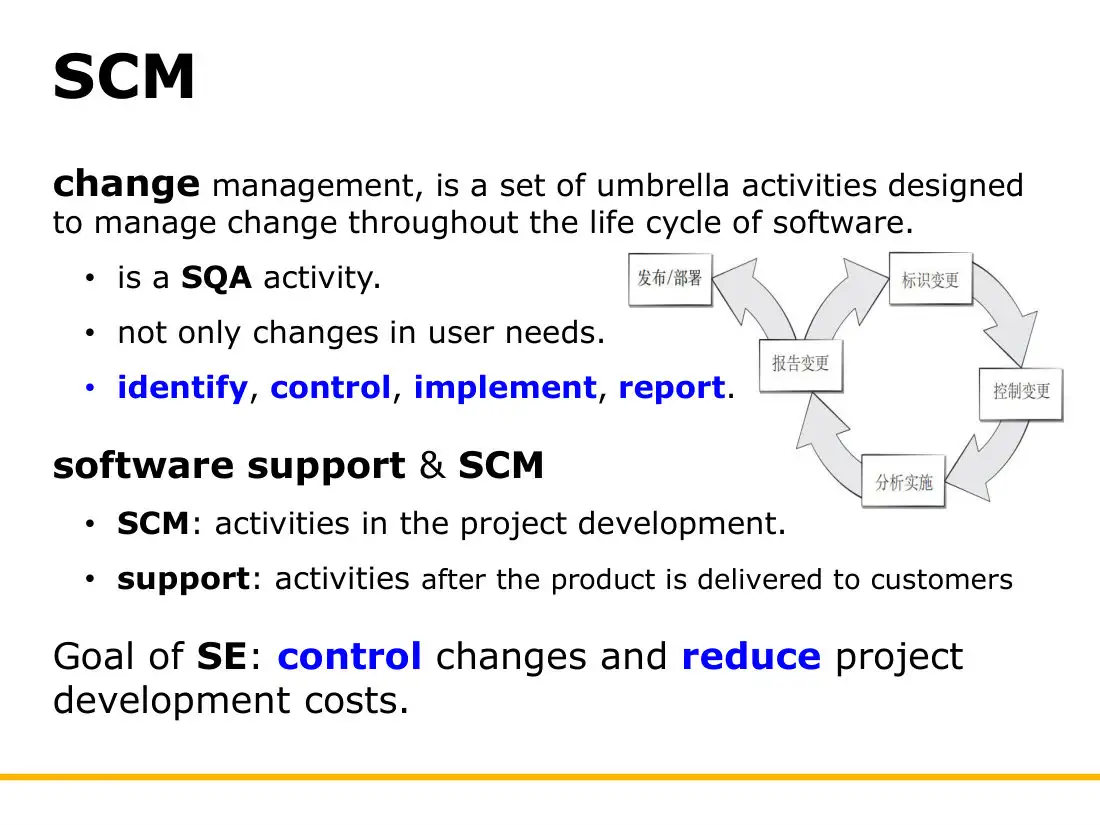 SCM
change management, is a set of umbrella activities designed
to manage change throughout the life cycle of software.
• is a SQA activity.
• not only changes in user needs.
• identify, control, implement, report.
发布/部署
标识变更
报告变更
控制变更
分析实施
software support & SCM
• SCM: activities in the project development.
• support: activities after the product is delivered to customers
Goal of SE: control changes and reduce project
development costs.